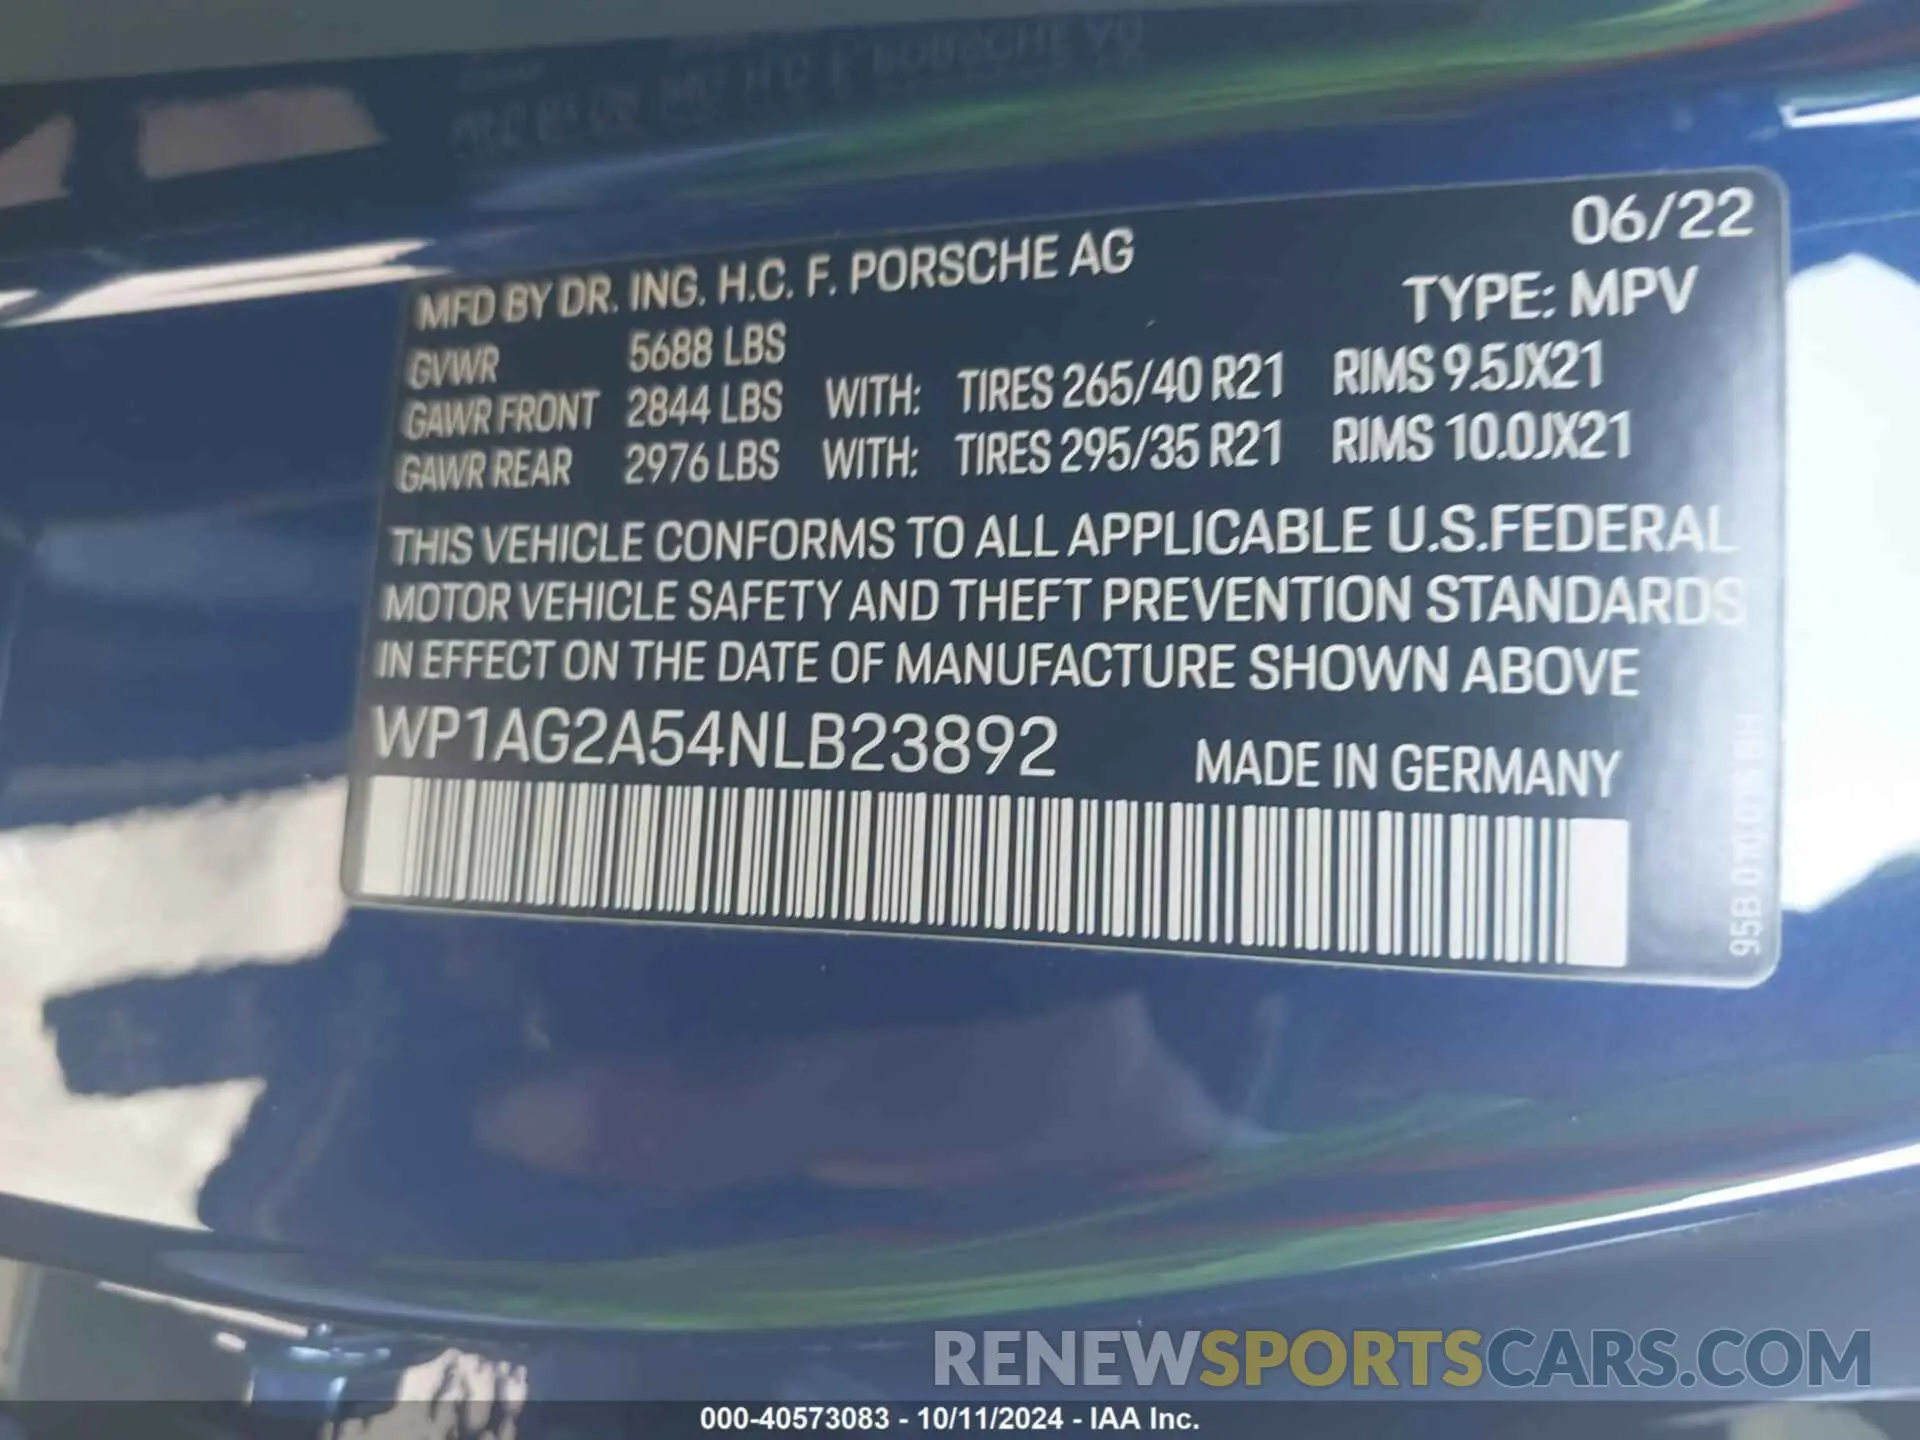 06/22
MFD BY DR. ING. H.C. F. PORSCHE AG
TYPE: MPV
GVWR 5688 LBS
GAWR FRONT 2844 LBS WITH: TIRES 265/40 R21 RIMS 9.5JX21
GAWR REAR 2976 LBS WITH: TIRES 295/35 R21 RIMS 10.0JX21
THIS VEHICLE CONFORMS TO ALL APPLICABLE U.S.FEDERAL
MOTOR VEHICLE SAFETY AND THEFT PREVENTION STANDARDS
IN EFFECT ON THE DATE OF MANUFACTURE SHOWN ABOVE
WP1AG2A54NLB23892
MADE IN GERMANY
95B.010
RENEWSPORTSCARS.COM
000-40573083 - 10/11/2024 - IAA Inc.